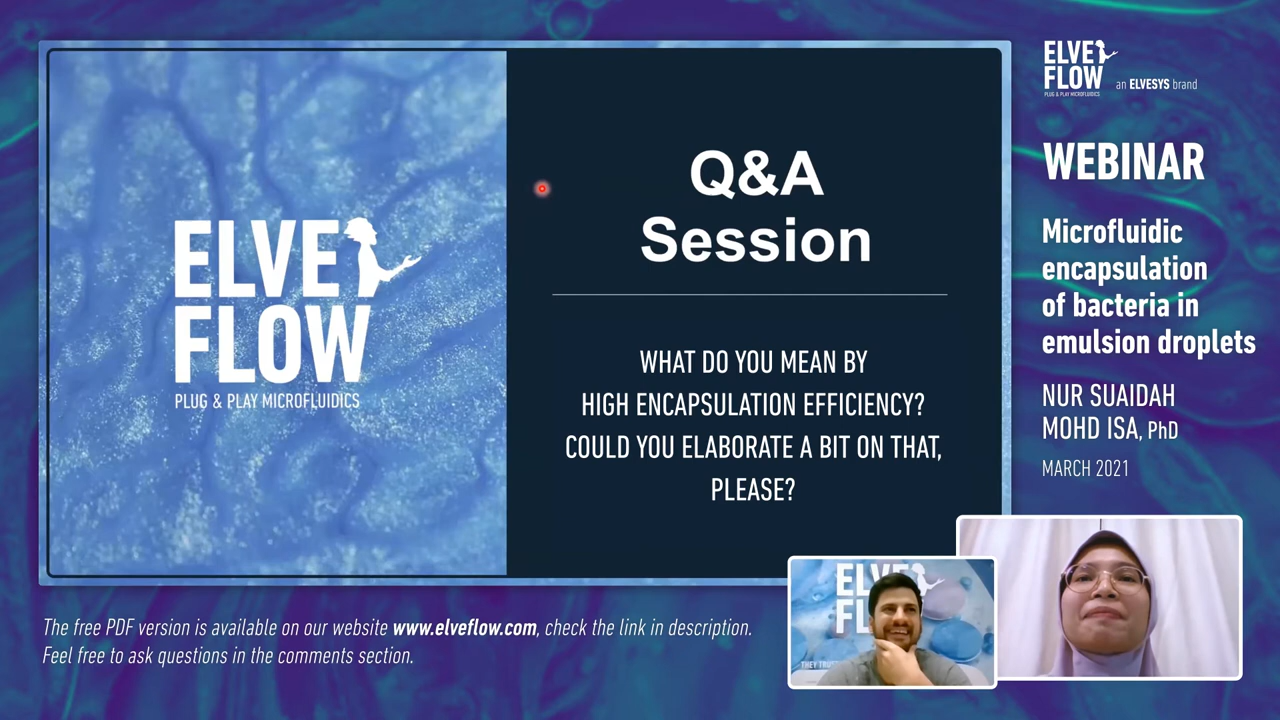 ELVE
FLOW
PLUG & PLAY MICROFLUIDICS
Q&A
Session
WHAT DO YOU MEAN BY
HIGH ENCAPSULATION EFFICIENCY?
COULD YOU ELABORATE A BIT ON THAT,
PLEASE?
ELVE
FLOW
PLUG & PLAY MICROFLUIDICS
an ELVESYS brand
WEBINAR
Microfluidic
encapsulation
of bacteria in
emulsion droplets
NUR SUAIDAH
MOHD ISA, PhD
MARCH 2021
The free PDF version is available on our website www.elveflow.com, check the link in description.
Feel free to ask questions in the comments section.
ELVE
FL
THEY